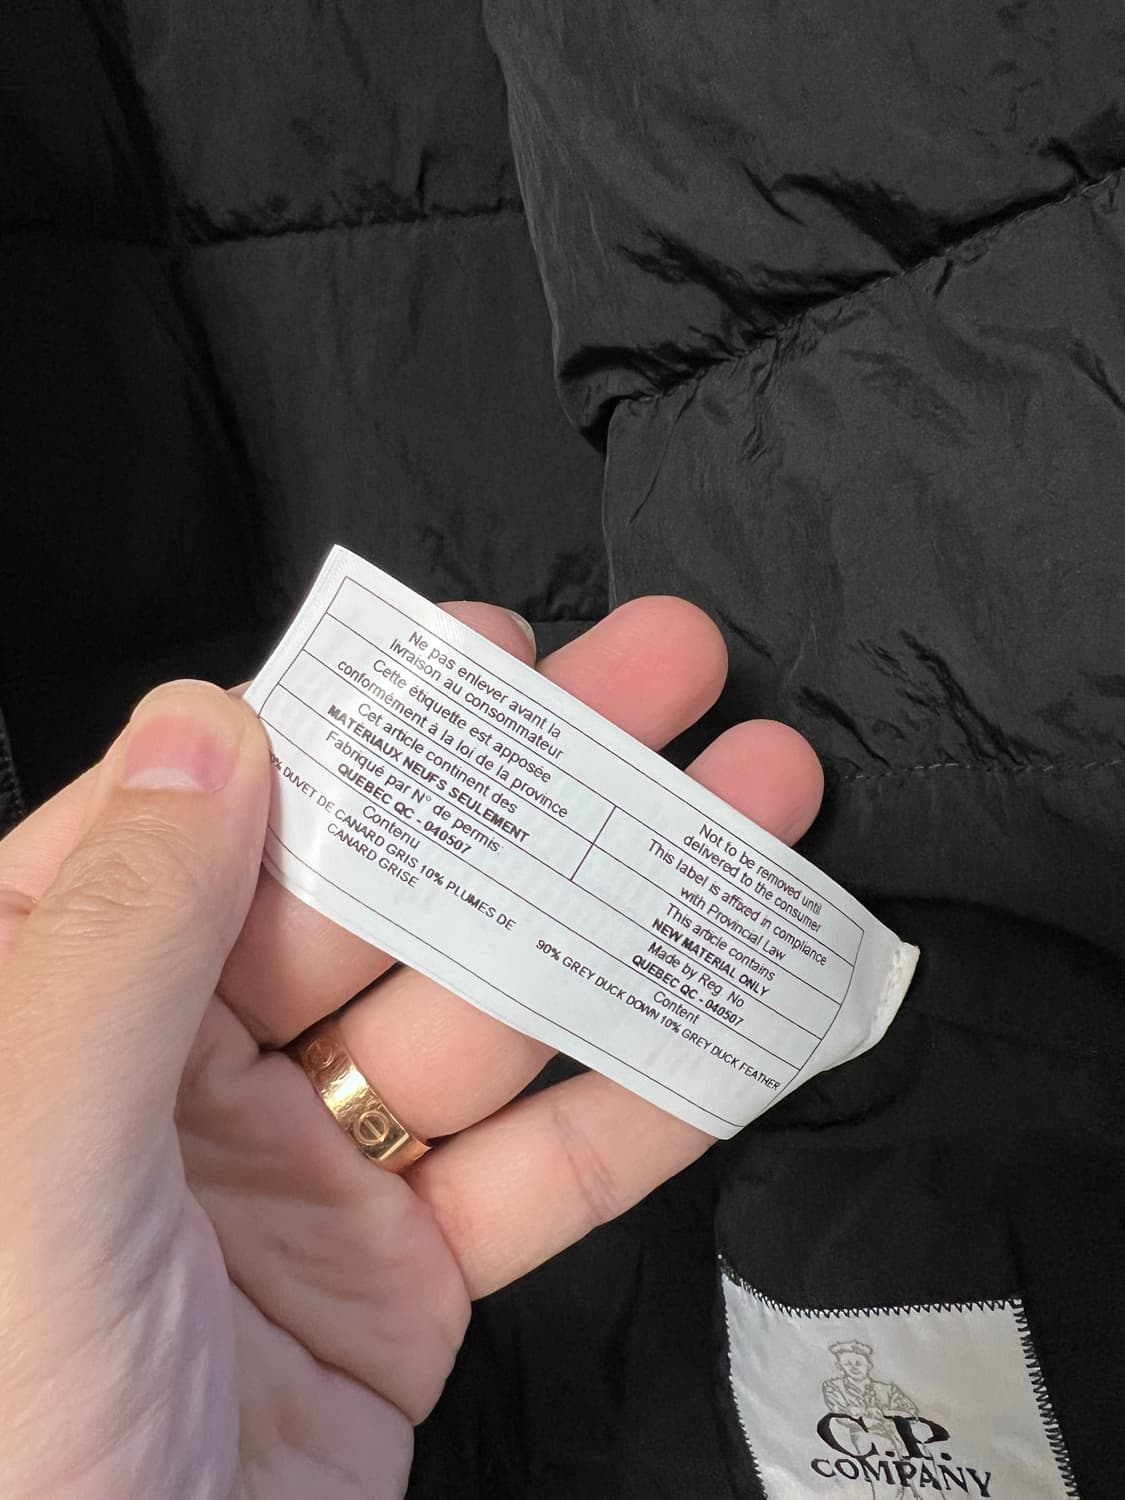 Ne pas enlever avant la
livraison au consommateur
Cette étiquette est apposée
conformément à la loi de la province
Cet article continent des
MATERIAUX NEUFS SEULEMENT
Fabriqué par N° de permis:
QUEBEC QC - 040507
Contenu
% DUVET DE CANARD GRIS 10% PLUMES DE
CANARD GRISE
Not to be removed until
delivered to the consumer
This label is affixed in compliance
with Provincial Law
This article contains
NEW MATERIAL ONLY
Made by Reg. No
QUEBEC QC - 040507
Content
90% GREY DUCK DOWN 10% GREY DUCK FEATHER
C.P.
COMPANY